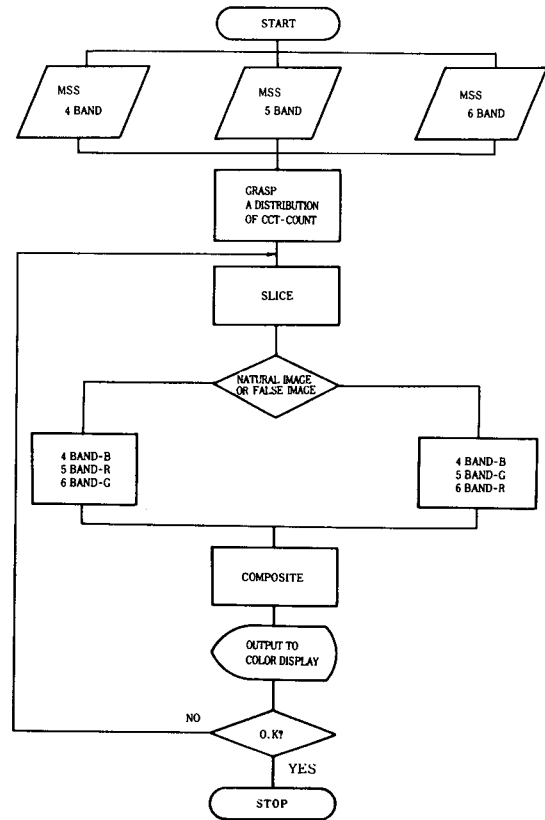 START
MSS
4 BAND
MSS
5 BAND
MSS
6 BAND
GRASP
A DISTRIBUTION
OF CCT-COUNT
SLICE
NATURAL IMAGE
OR FALSE IMAGE
4 BAND-B
5 BAND-R
6 BAND-G
4 BAND-B
5 BAND-G
6 BAND-R
COMPOSITE
OUTPUT TO
COLOR DISPLAY
NO
O.K?
YES
STOP